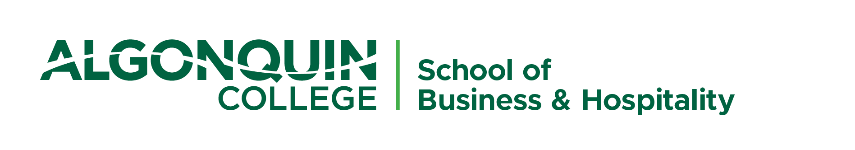 ALGONQUIN
COLLEGE
School of
Business & Hospitality